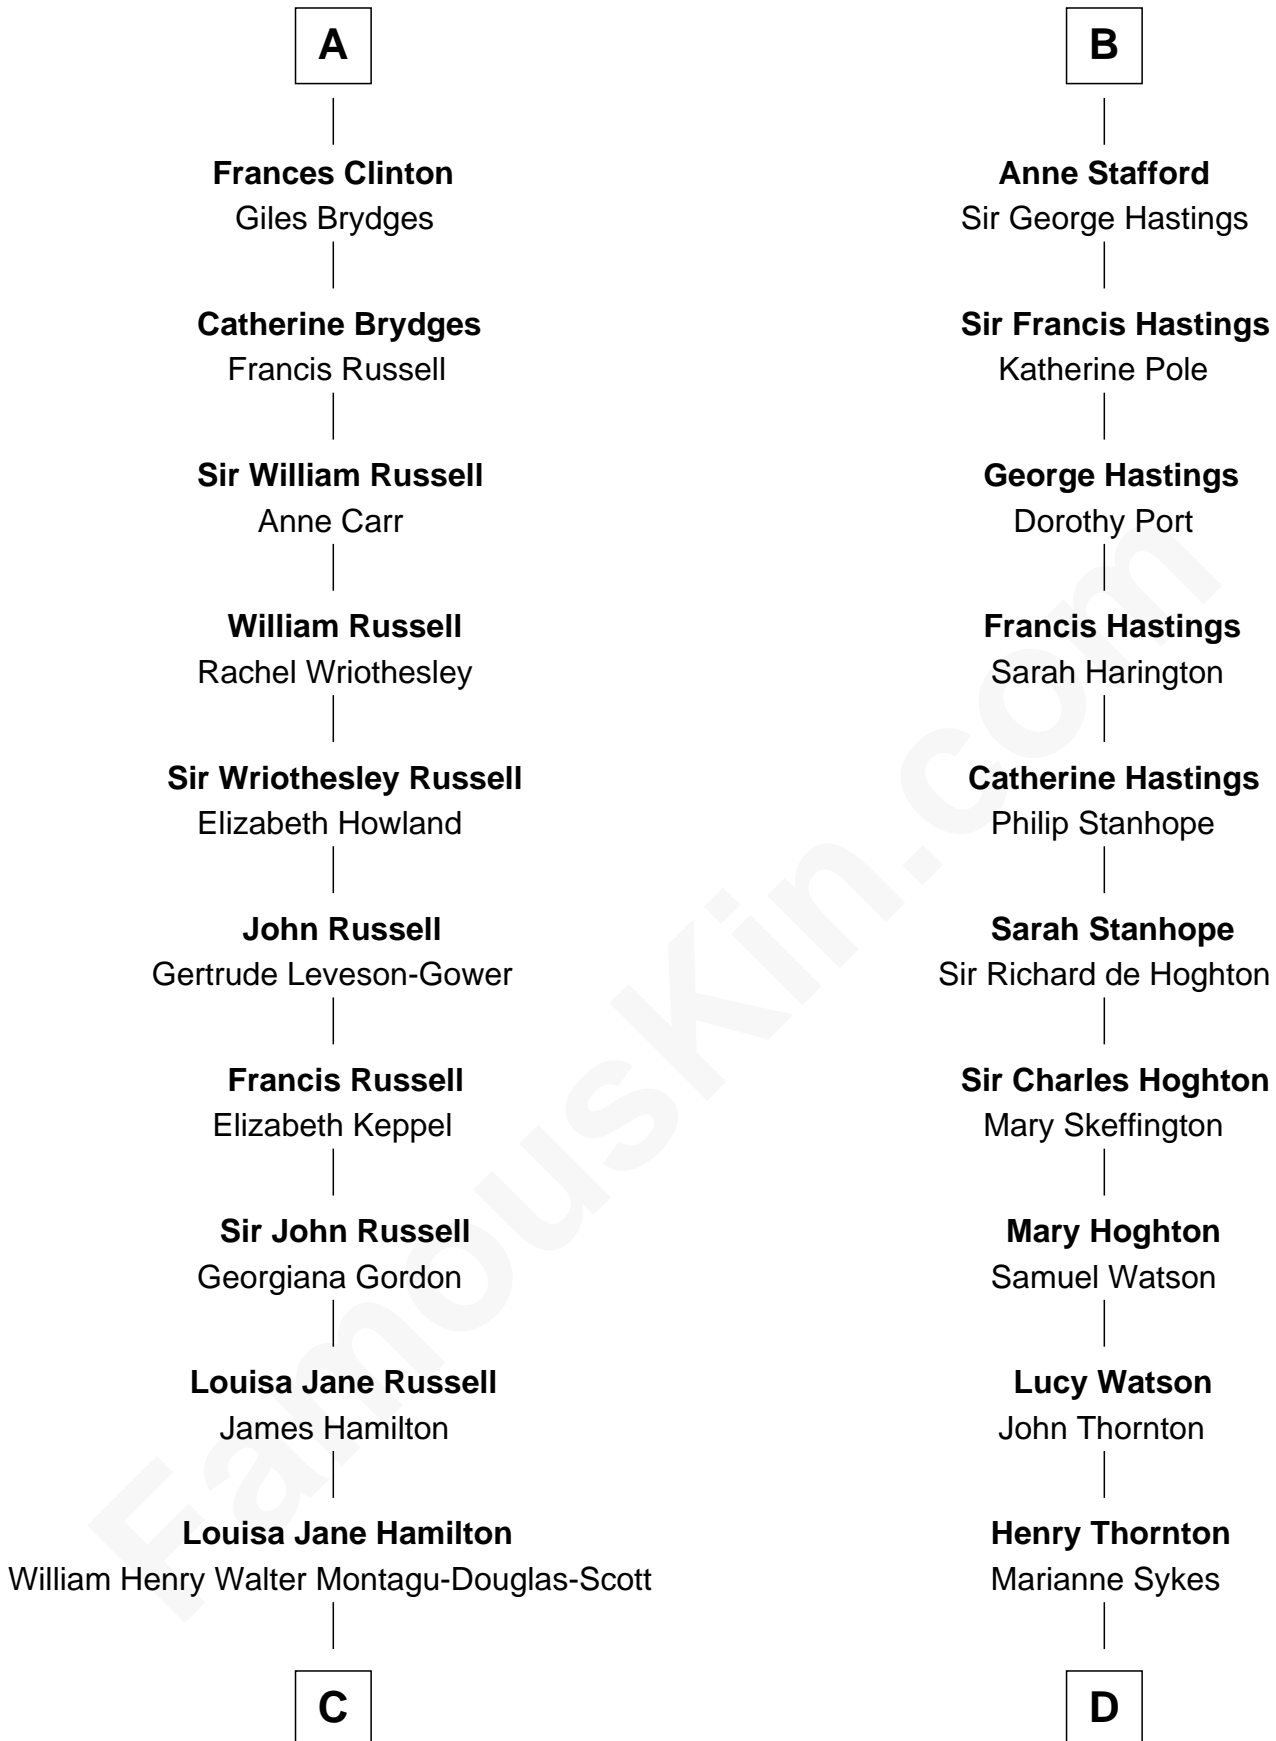 A
Frances Clinton
Giles Brydges
Catherine Brydges
Francis Russell
Sir William Russell
Anne Carr
William Russell
Rachel Wriothesley
Sir Wriothesley Russell
Elizabeth Howland
John Russell
Gertrude Leveson-Gower
Francis Russell
Elizabeth Keppel
Sir John Russell
Georgiana Gordon
Louisa Jane Russell
James Hamilton
Louisa Jane Hamilton
William Henry Walter Montagu-Douglas-Scott
C
B
Anne Stafford
Sir George Hastings
Sir Francis Hastings
Katherine Pole
George Hastings
Dorothy Port
Francis Hastings
Sarah Harington
Catherine Hastings
Philip Stanhope
Sarah Stanhope
Sir Richard de Hoghton
Sir Charles Hoghton
Mary Skeffington
Mary Hoghton
Samuel Watson
Lucy Watson
John Thornton
Henry Thornton
Marianne Sykes
D
FamousKin.com